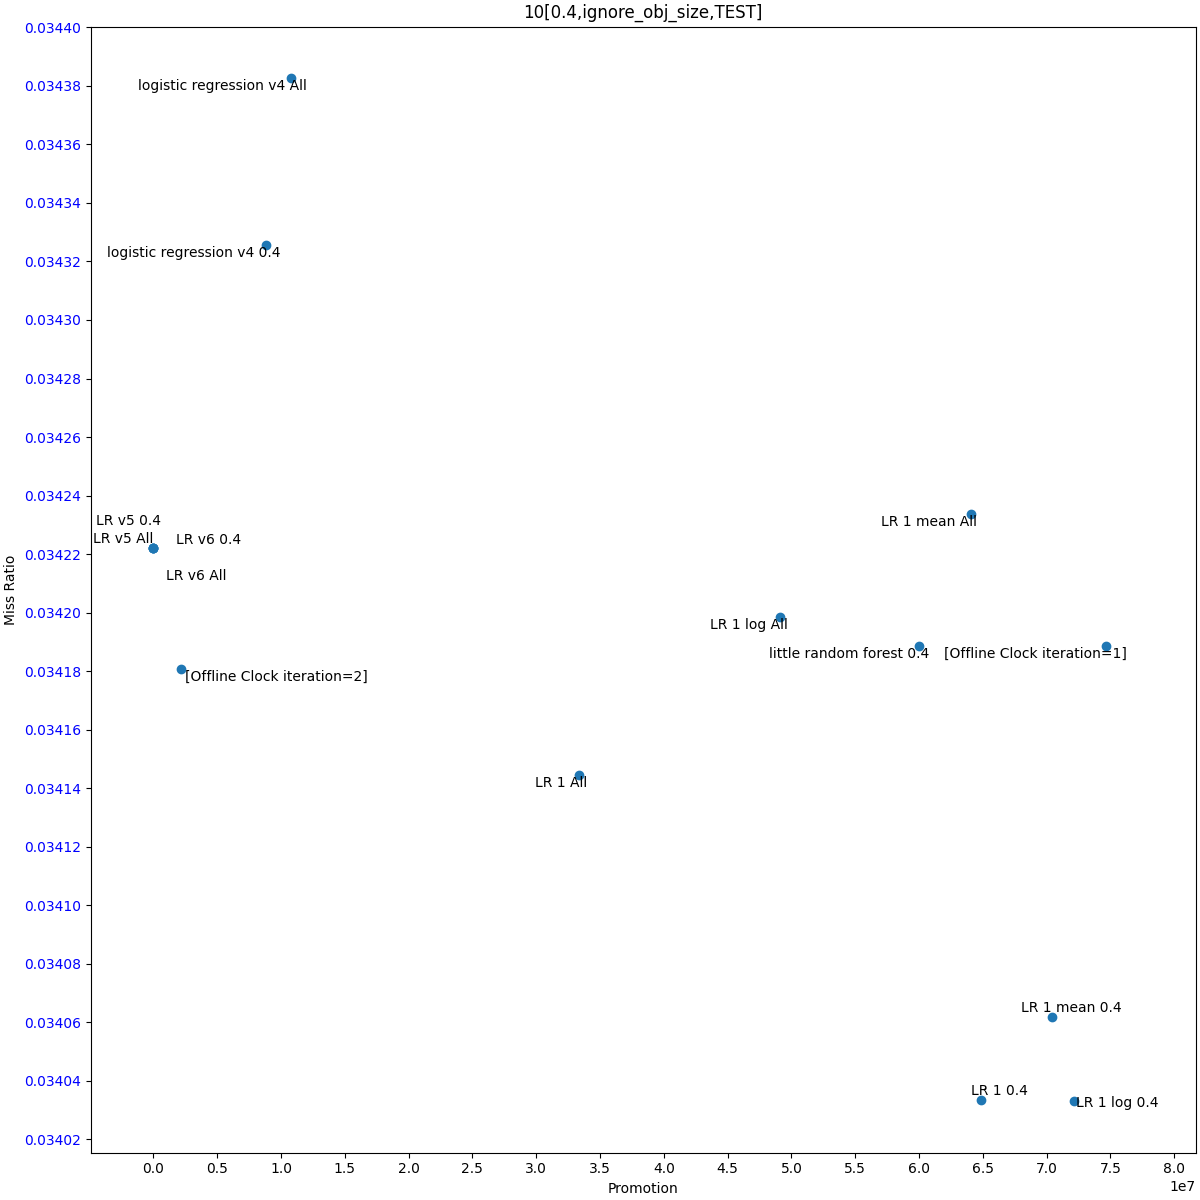 10[0.4,ignore_obj_size,TEST]
0.03440
logistic regression v4 All
0.03438
0.03436
0.03434
logistic regression v4 0.4
0.03432
0.03430
0.03428
0.03426
0.03424
LR v5 0.4
LR 1 mean All
LR v5 All
LR v6 0.4
0.03422
LR v6 All
Miss Ratio
0.03420
LR 1 log All
little random forest 0.4
[Offline Clock iteration=1]
0.03418
[Offline Clock iteration=2]
0.03416
0.03414
LR 1 All
0.03412
0.03410
0.03408
LR 1 mean 0.4
0.03406
0.03404
LR 1 0.4
LR 1 log 0.4
0.03402
0.0 0.5 1.0 1.5 2.0 2.5 3.0 3.5 4.0 4.5 5.0 5.5 6.0 6.5 7.0 7.5 8.0
Promotion
1e7